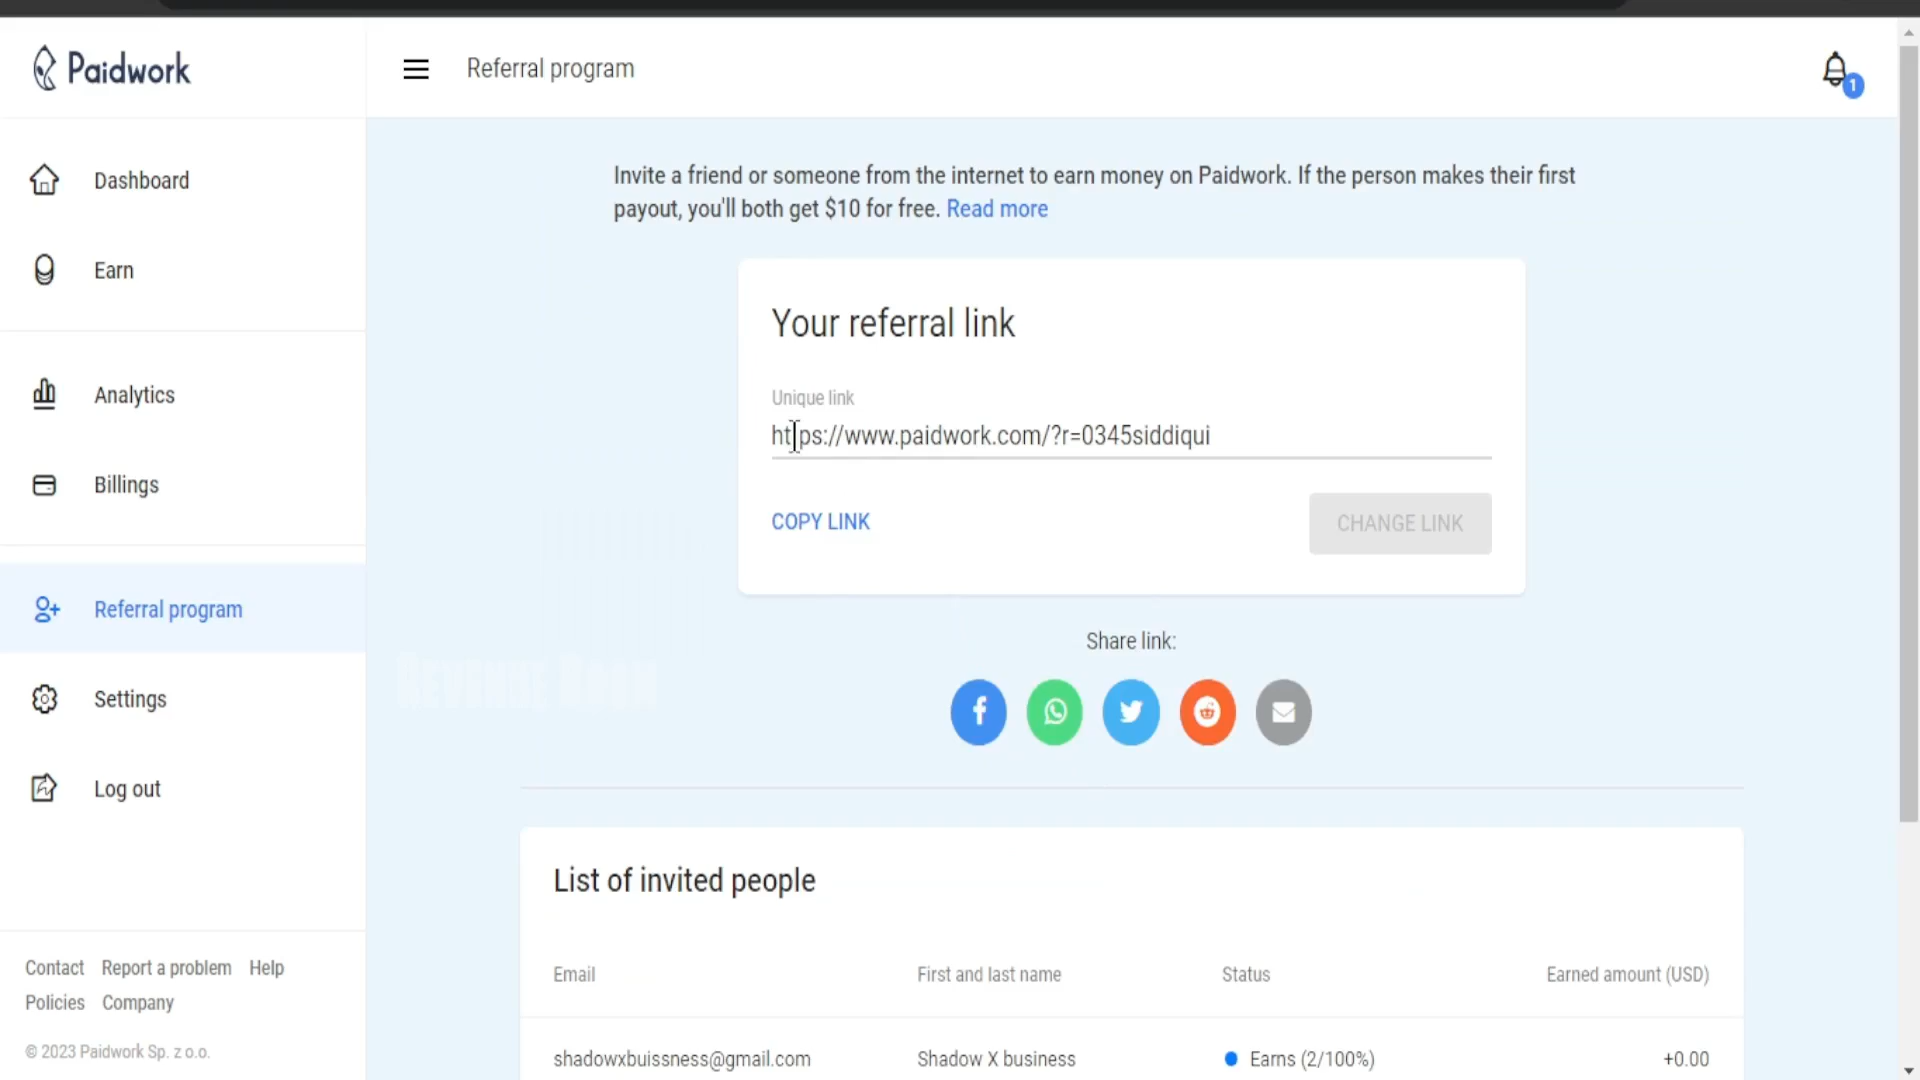 Paidwork
Referral program
1
Dashboard
Earn
Analytics
Billings
Referral program
Settings
Log out
Contact Report a problem Help
Policies Company
© 2023 Paidwork Sp. z o.o.
Invite a friend or someone from the internet to earn money on Paidwork. If the person makes their first
payout, you'll both get $10 for free. Read more
Your referral link
Unique link
https://www.paidwork.com/?r=0345siddiqui
COPY LINK
CHANGE LINK
Share link:
List of invited people
Email First and last name Status Earned amount (USD)
shadowxbuissness@gmail.com Shadow X business Earns (2/100%) +0.00